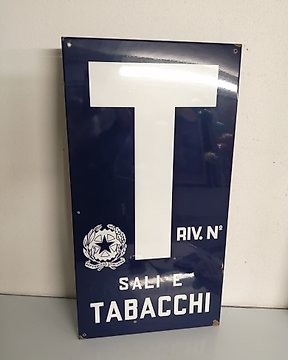 T
RIV. N°
SALI E
TABACCHI